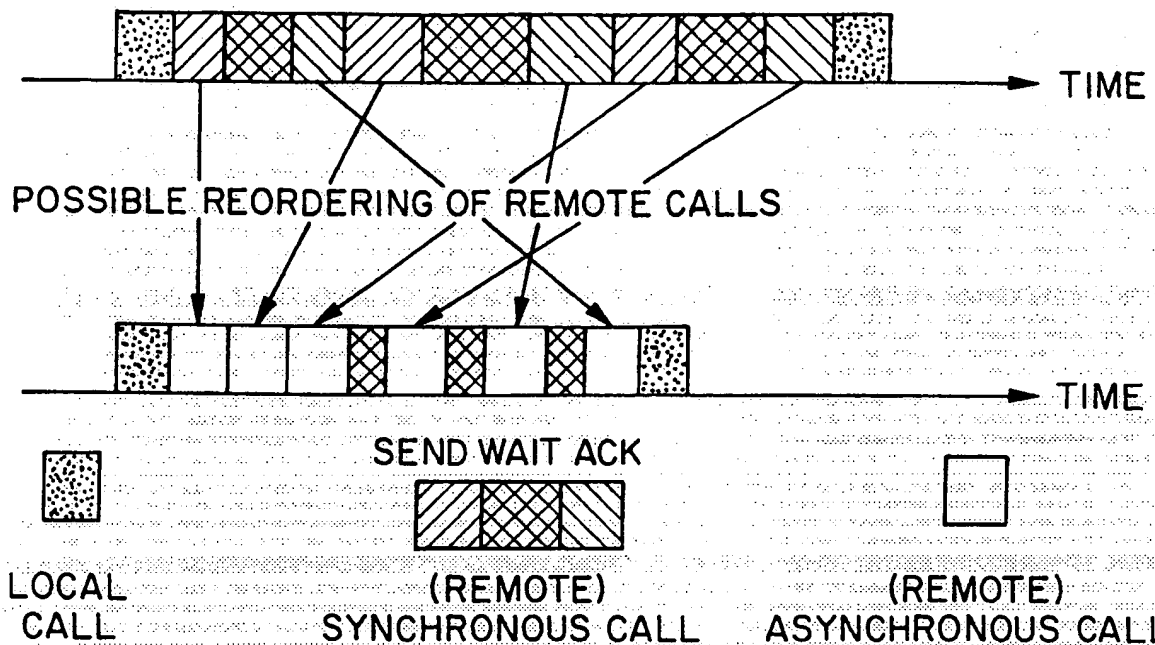 TIME
POSSIBLE REORDERING OF REMOTE CALLS
TIME
SEND WAIT ACK
LOCAL
CALL
(REMOTE)
SYNCHRONOUS CALL
(REMOTE)
ASYNCHRONOUS CALL